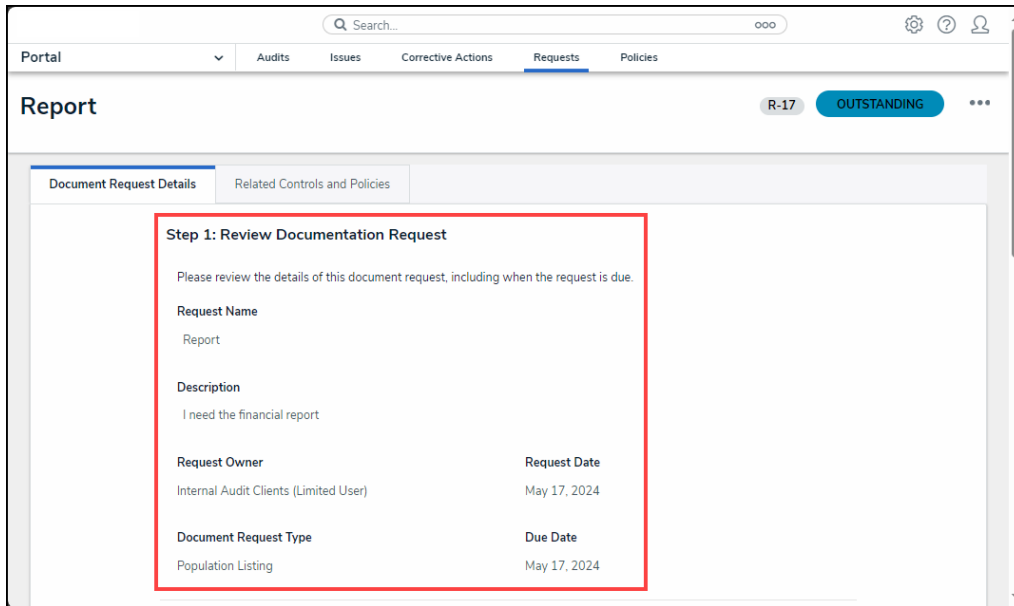 Search...
Portal Audits Issues Corrective Actions Requests Policies
Report R-17 OUTSTANDING
Document Request Details Related Controls and Policies
Step 1: Review Documentation Request
Please review the details of this document request, including when the request is due.
Request Name
Report
Description
I need the financial report
Request Owner Request Date
Internal Audit Clients (Limited User) May 17, 2024
Document Request Type Due Date
Population Listing May 17, 2024